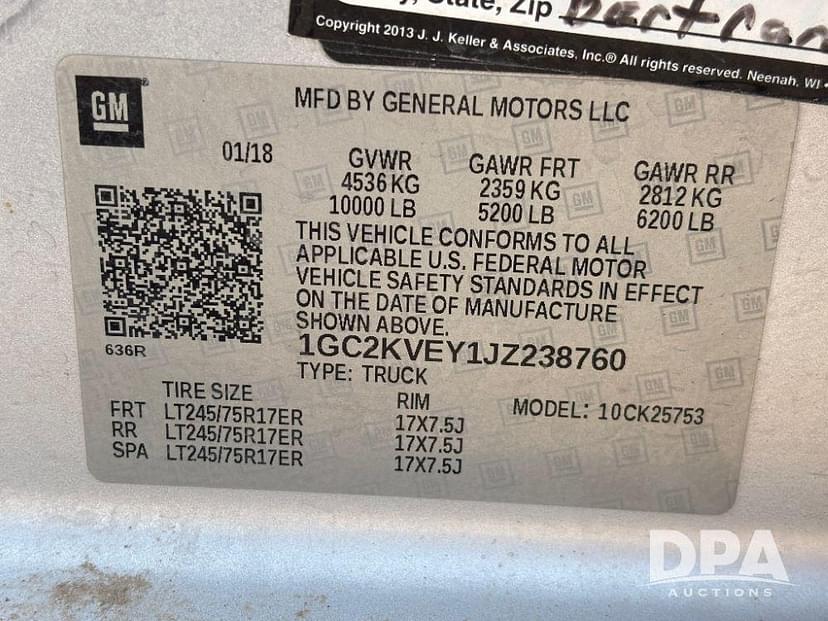 State, Zip
Copyright 2013 J. J. Keller & Associates, Inc.® All rights reserved. Neenah, WI
GM
MFD BY GENERAL MOTORS LLC
01/18
GVWR GAWR FRT GAWR RR
4536 KG 2359 KG 2812 KG
10000 LB 5200 LB 6200 LB
THIS VEHICLE CONFORMS TO ALL
APPLICABLE U.S. FEDERAL MOTOR
VEHICLE SAFETY STANDARDS IN EFFECT
ON THE DATE OF MANUFACTURE
SHOWN ABOVE.
636R
1GC2KVEY1JZ238760
TYPE: TRUCK
TIRE SIZE RIM MODEL: 10CK25753
FRT LT245/75R17ER 17X7.5J
RR LT245/75R17ER 17X7.5J
SPA LT245/75R17ER 17X7.5J
DPA
AUCTIONS